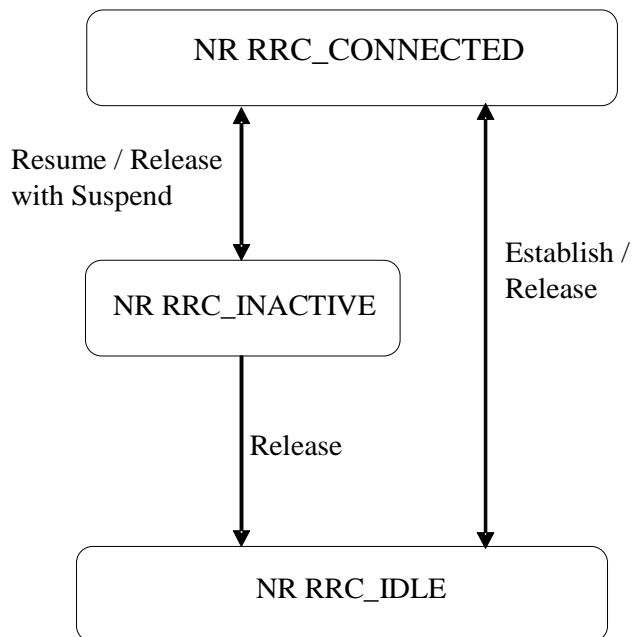 NR RRC_CONNECTED
Resume / Release
with Suspend
Establish /
Release
NR RRC_INACTIVE
Release
NR RRC_IDLE